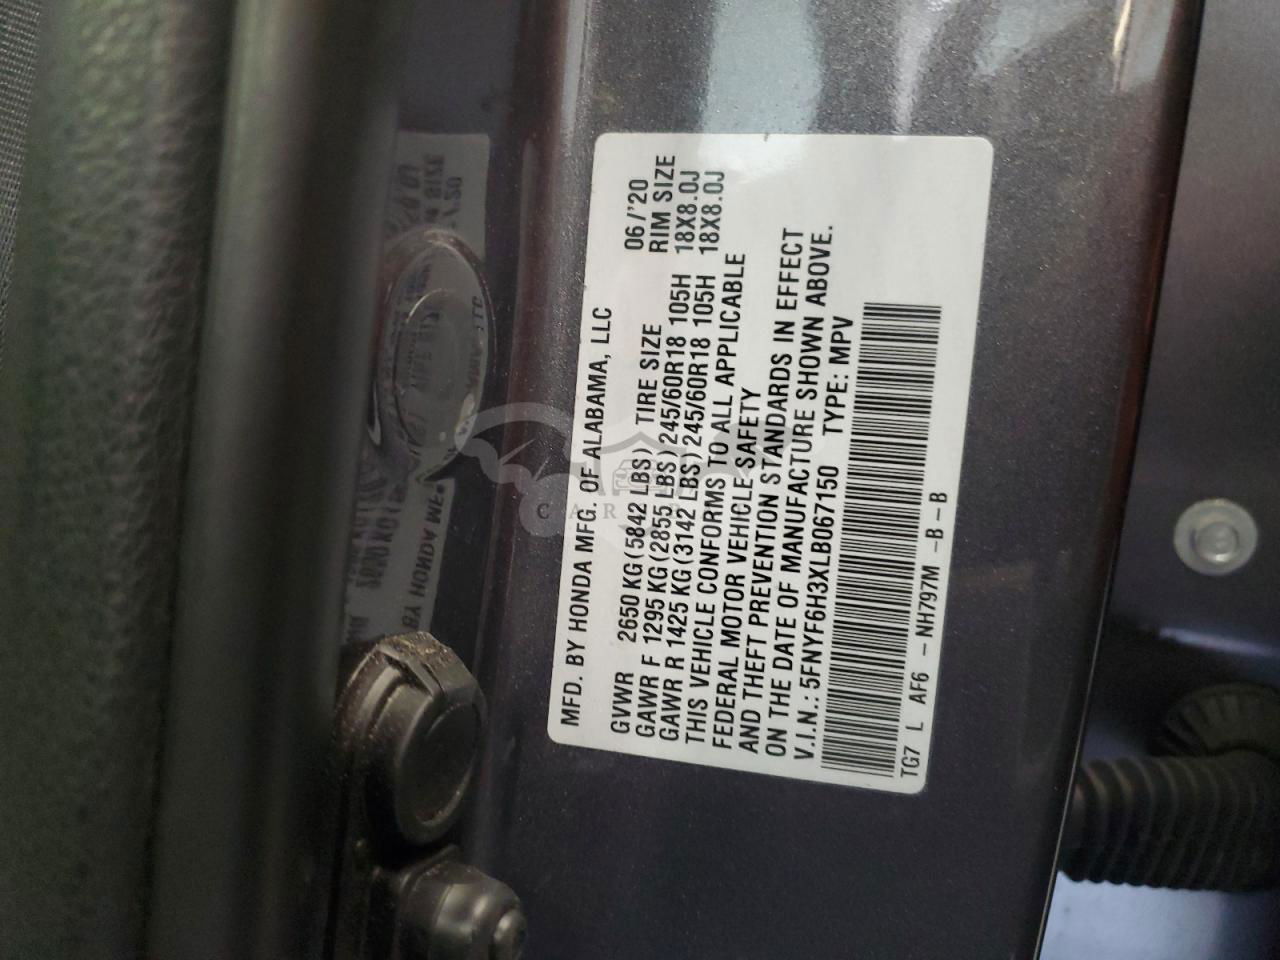 MFD. BY HONDA MFG. OF ALABAMA, LLC 06/'20
GVWR 2650 KG(5842 LBS) TIRE SIZE RIM SIZE
GAWR F 1295 KG(2855 LBS)245/60R18 105H 18X8.0J
GAWR R 1425 KG(3142 LBS)245/60R18 105H 18X8.0J
THIS VEHICLE CONFORMS TO ALL APPLICABLE
FEDERAL MOTOR VEHICLE SAFETY
AND THEFT PREVENTION STANDARDS IN EFFECT
ON THE DATE OF MANUFACTURE SHOWN ABOVE.
V.I.N.: 5FNYF6H3XLB067150 TYPE: MPV
TG7 L AF6 -NH797M -B-B